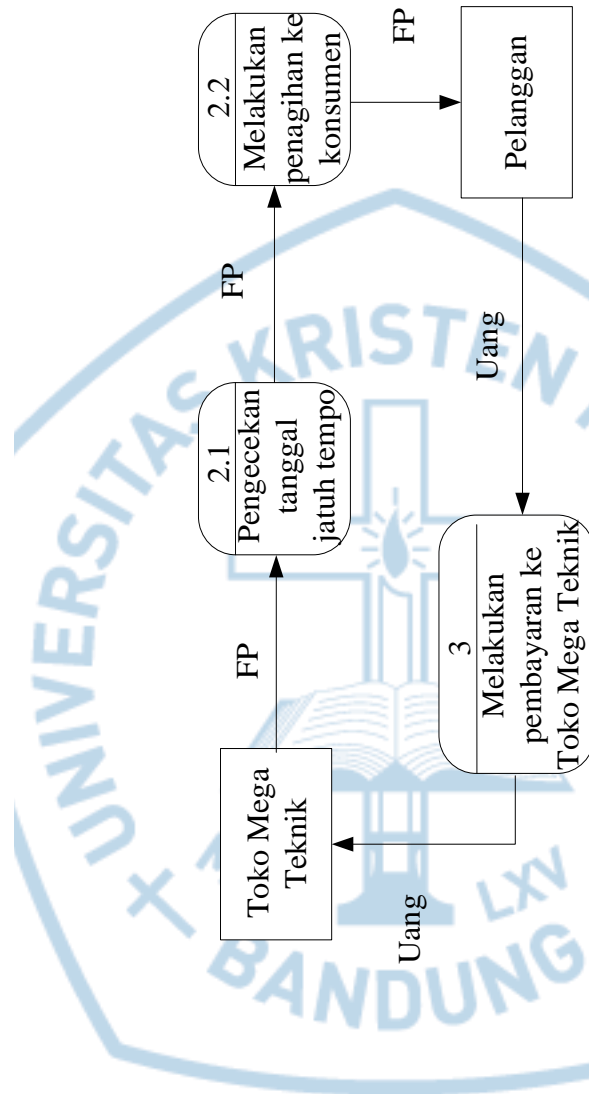 Toko Mega
Teknik
FP
2.1
Pengecekan
tanggal
jatuh tempo
FP
2.2
Melakukan
penagihan ke
konsumen
FP
Pelanggan
Uang
3
Melakukan
pembayaran ke
Toko Mega Teknik
Uang
UNIVERSITAS KRISTEN
BANDUNG
LXV